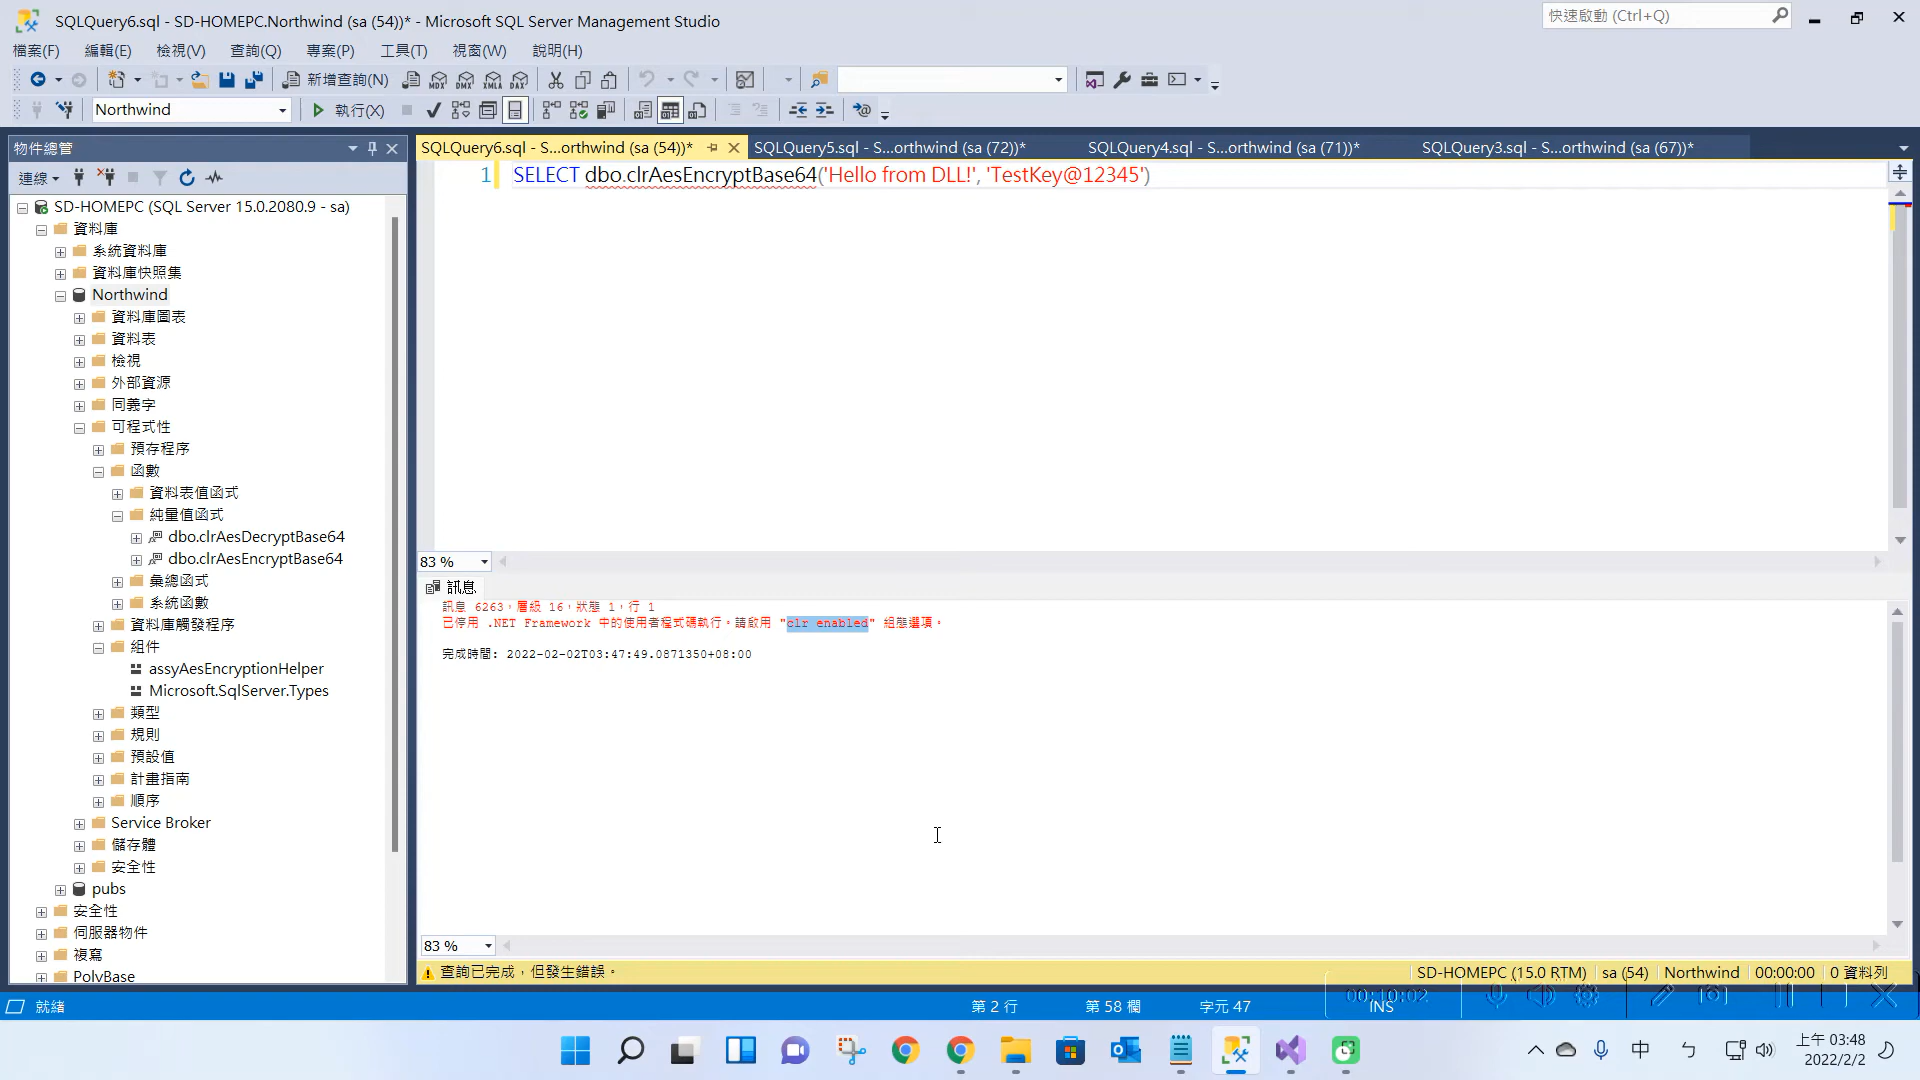 SQLQuery6.sql - SD-HOMEPC.Northwind (sa (54))* - Microsoft SQL Server Management Studio
快速啟動 (Ctrl+Q)
檔案(F) 編輯(E) 檢視(V) 查詢(Q) 專案(P) 工具(T) 視窗(W) 說明(H)
新增查詢(N) MDX DMX XMLA DAX
Northwind 執行(X)
物件總管
SQLQuery6.sql - S...orthwind (sa (54))* SQLQuery5.sql - S...orthwind (sa (72))* SQLQuery4.sql - S...orthwind (sa (71))* SQLQuery3.sql - S...orthwind (sa (67))*
連線
1 SELECT dbo.clrAesEncryptBase64('Hello from DLL!', 'TestKey@12345')
SD-HOMEPC (SQL Server 15.0.2080.9 - sa)
資料庫
系統資料庫
資料庫快照集
Northwind
資料庫圖表
資料表
檢視
外部資源
同義字
可程式性
預存程序
函數
資料表值函式
純量值函式
dbo.clrAesDecryptBase64
dbo.clrAesEncryptBase64
彙總函式
系統函數
資料庫觸發程序
組件
assyAesEncryptionHelper
Microsoft.SqlServer.Types
類型
規則
預設值
計畫指南
順序
Service Broker
儲存體
安全性
pubs
安全性
伺服器物件
複寫
PolyBase
83 %
訊息
訊息 6263，層級 16，狀態 1，行 1
已停用 .NET Framework 中的使用者程式碼執行。請啟用 "clr enabled" 組態選項。
完成時間: 2022-02-02T03:47:49.0871350+08:00
83 %
查詢已完成，但發生錯誤。 SD-HOMEPC (15.0 RTM) sa (54) Northwind 00:00:00 0 資料列
就緒 第 2 行 第 58 欄 字元 47 INS
00:10:02
中 ㄅ 上午 03:48
2022/2/2